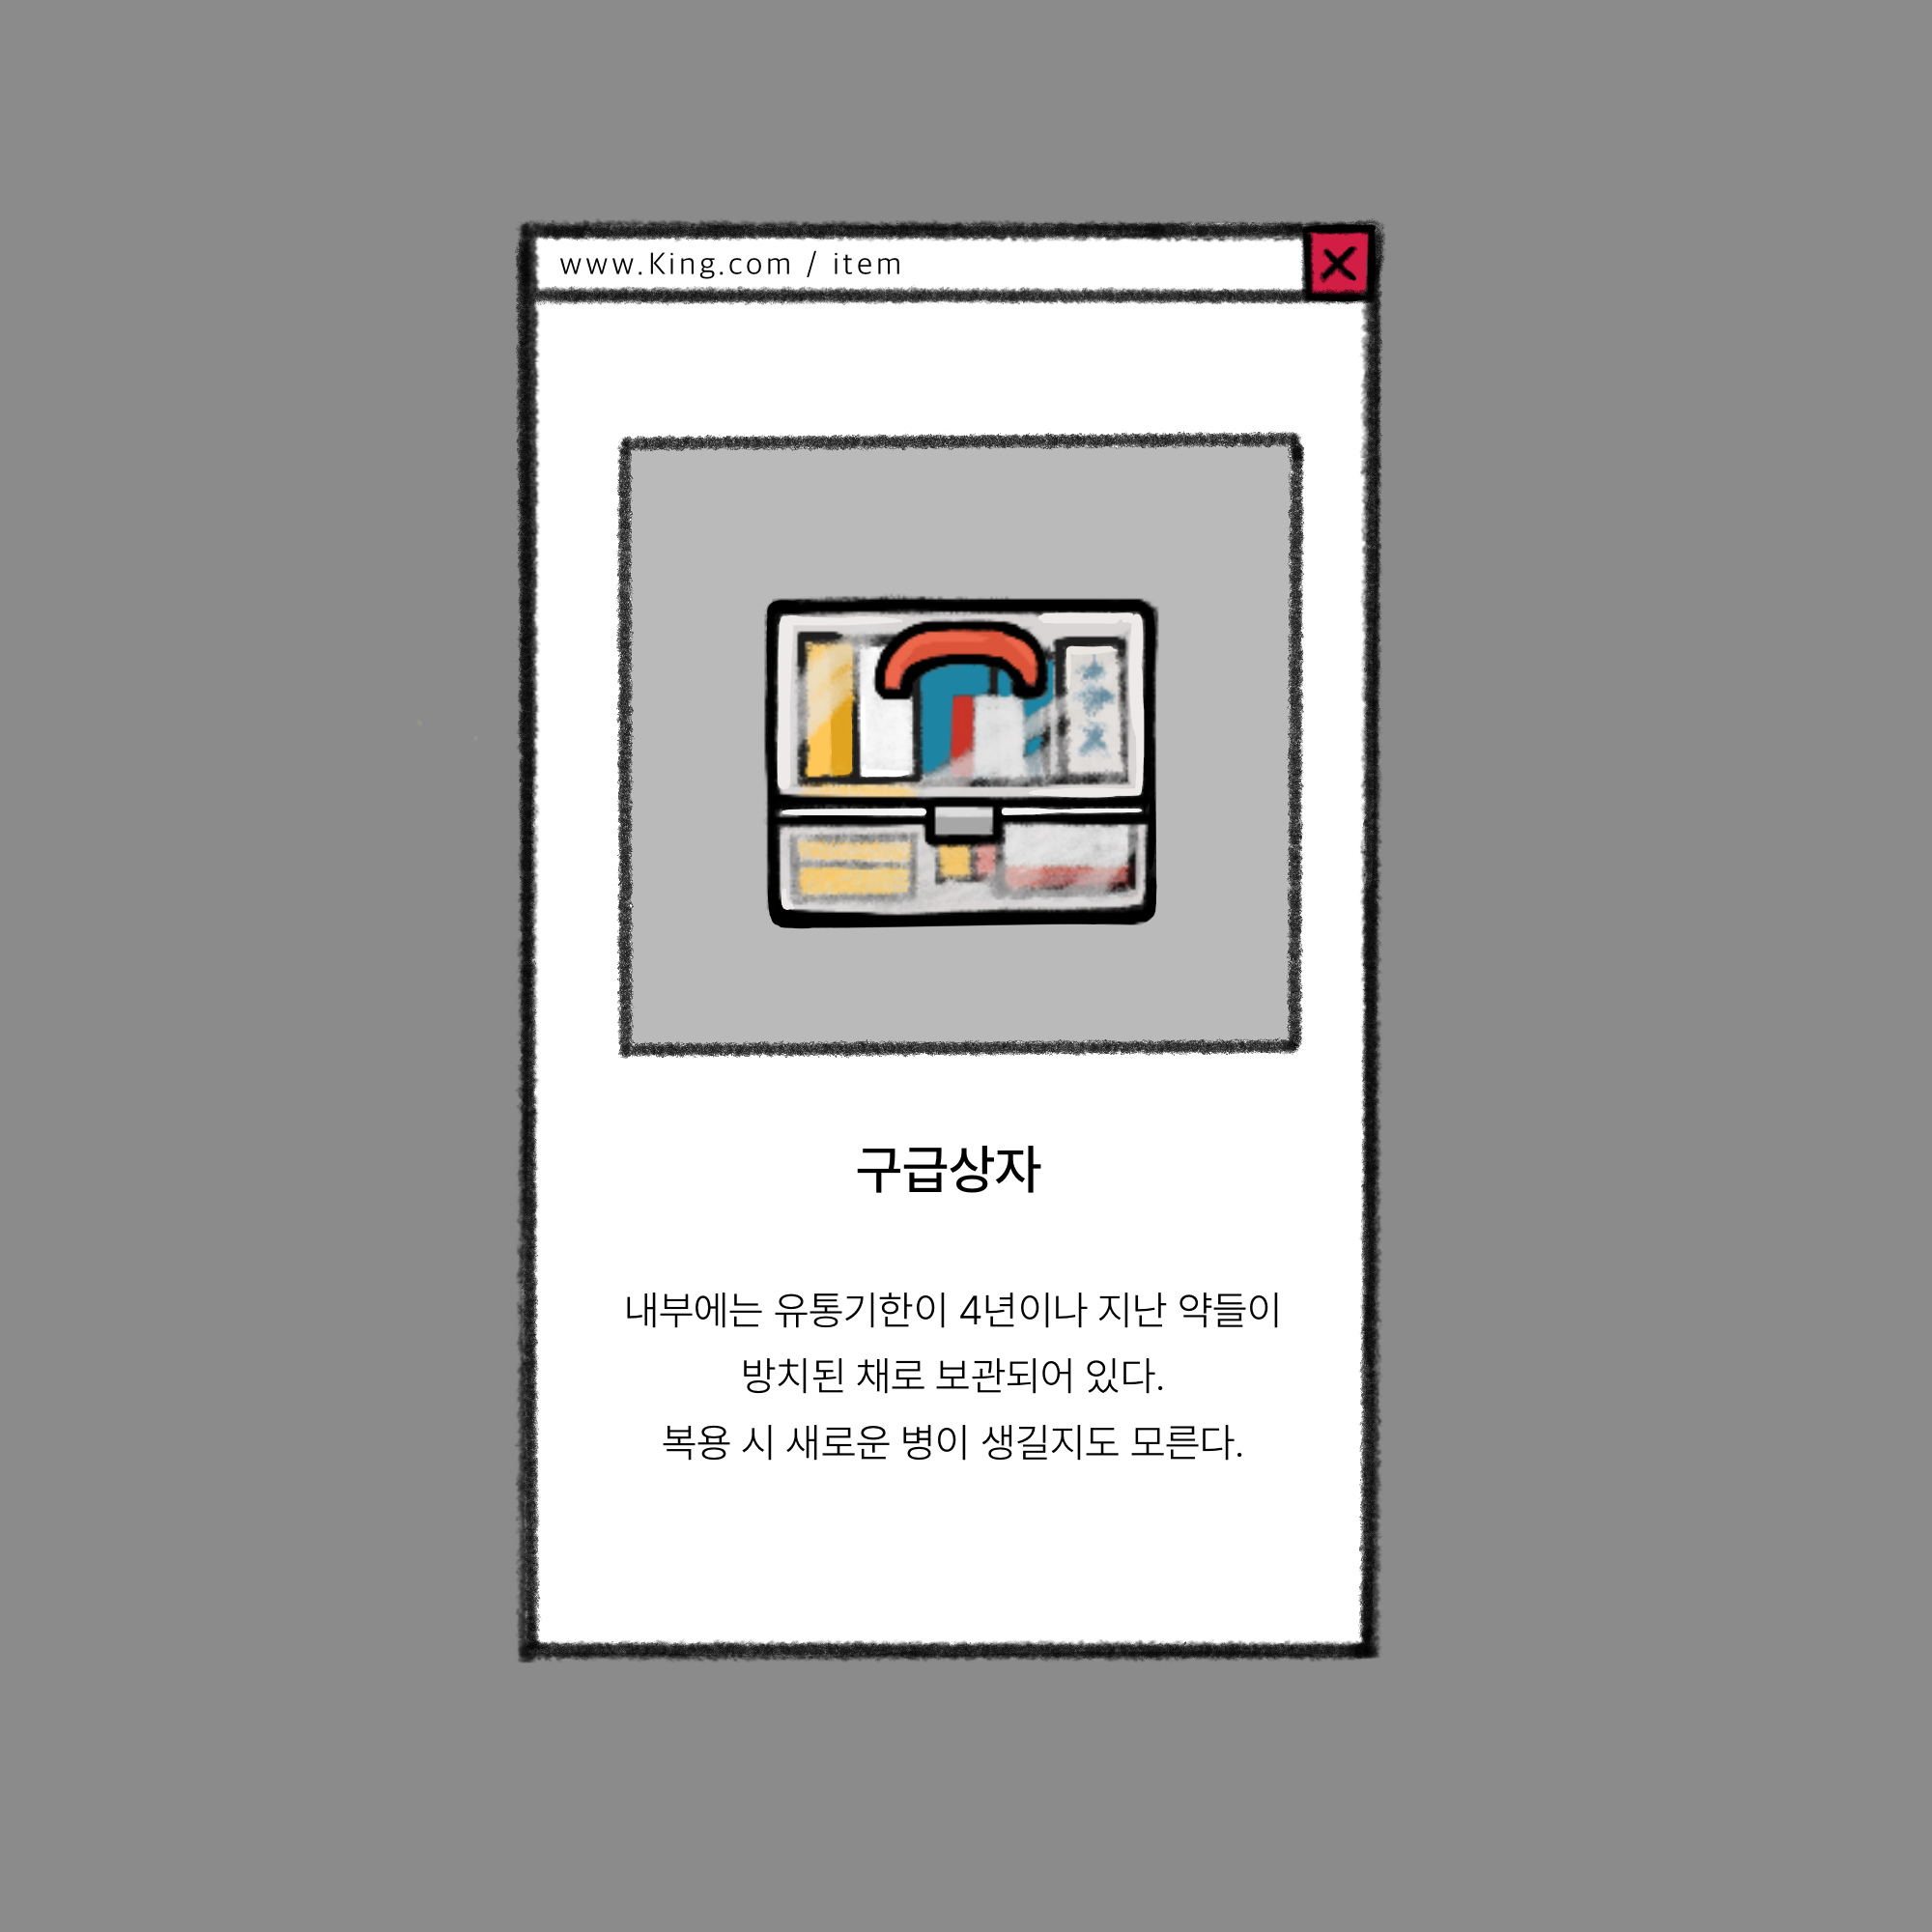 www.King.com / item
구급상자
내부에는 유통기한이 4년이나 지난 약들이
방치된 채로 보관되어 있다.
복용 시 새로운 병이 생길지도 모른다.